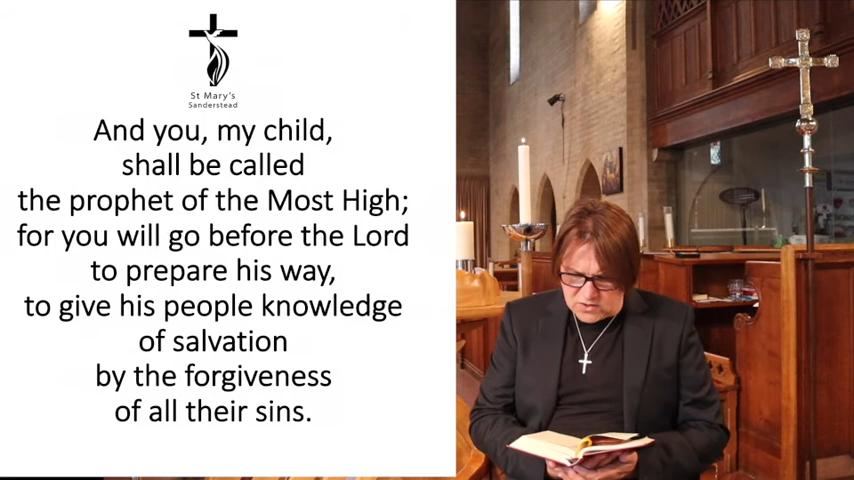 St Mary's
Sanderstead
And you, my child,
shall be called
the prophet of the Most High;
for you will go before the Lord
to prepare his way,
to give his people knowledge
of salvation
by the forgiveness
of all their sins.